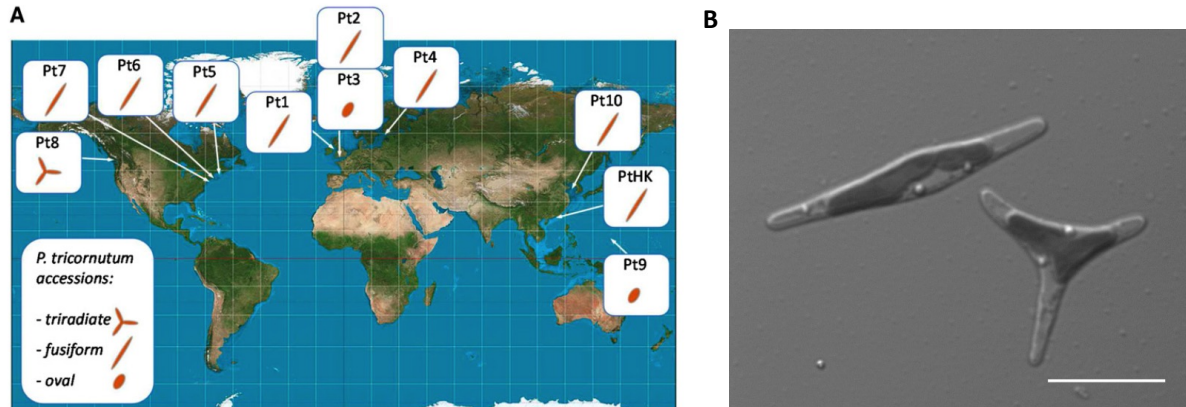 A
B
Pt2
Pt7
Pt6
Pt5
Pt4
Pt1
Pt3
Pt10
Pt8
PtHK
Pt9
P. tricornutum
accessions:
- triradiate
- fusiform
- oval